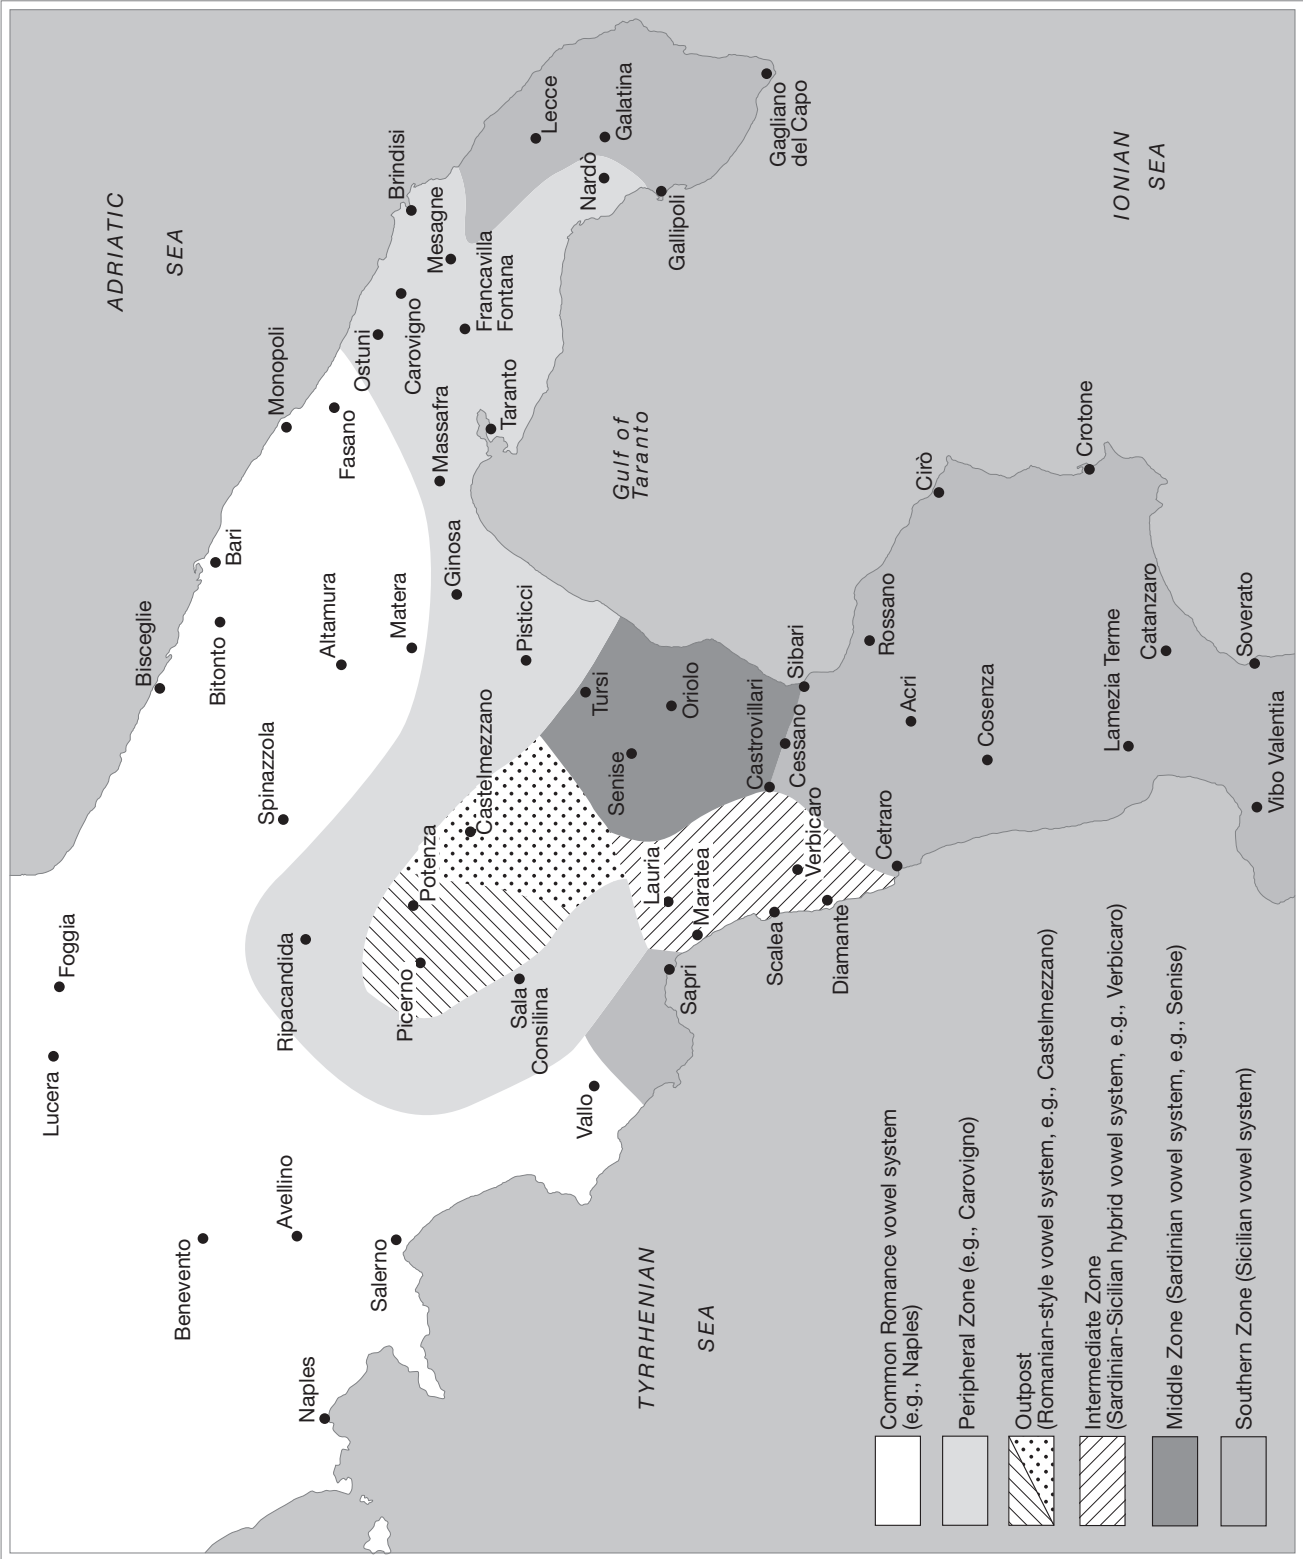 ADRIATIC
SEA
IONIAN
SEA
Gulf of
Taranto
TYRRHENIAN
SEA
Lucera
Foggia
Bisceglie
Bitonto
Bari
Monopoli
Fasano
Ostuni
Carovigno
Brindisi
Mesagne
Francavilla
Fontana
Lecce
Galatina
Nardò
Gallipoli
Gagliano
del Capo
Benevento
Avellino
Naples
Salerno
Spinazzola
Altamura
Matera
Ripacandida
Massafra
Taranto
Ginosa
Pisticci
Potenza
Castelmezzano
Picerno
Sala
Consilina
Vallo
Sapri
Tursi
Oriolo
Senise
Lauria
Maratea
Castrovillari
Cessano
Sibari
Verbicaro
Scalea
Diamante
Cetraro
Rossano
Cirò
Crotone
Acri
Cosenza
Lamezia Terme
Catanzaro
Soverato
Vibo Valentia
Common Romance vowel system
(e.g., Naples)
Peripheral Zone (e.g., Carovigno)
Outpost
(Romanian-style vowel system, e.g., Castelmezzano)
Intermediate Zone
(Sardinian-Sicilian hybrid vowel system, e.g., Verbicaro)
Middle Zone (Sardinian vowel system, e.g., Senise)
Southern Zone (Sicilian vowel system)